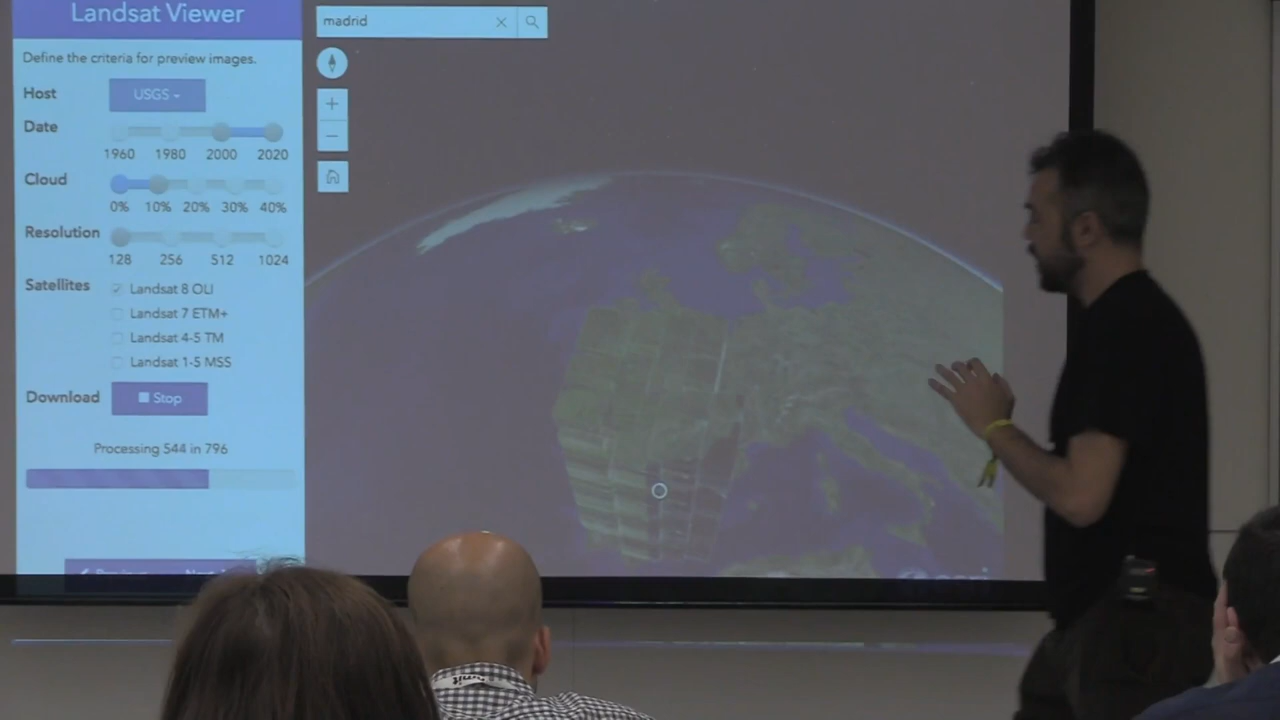 Landsat Viewer
madrid
Define the criteria for preview images.
Host
USGS
Date
1960 1980 2000 2020
Cloud
0% 10% 20% 30% 40%
Resolution
128 256 512 1024
Satellites
Landsat 8 OLI
Landsat 7 ETM+
Landsat 4-5 TM
Landsat 1-5 MSS
Download
Stop
Processing 544 in 796